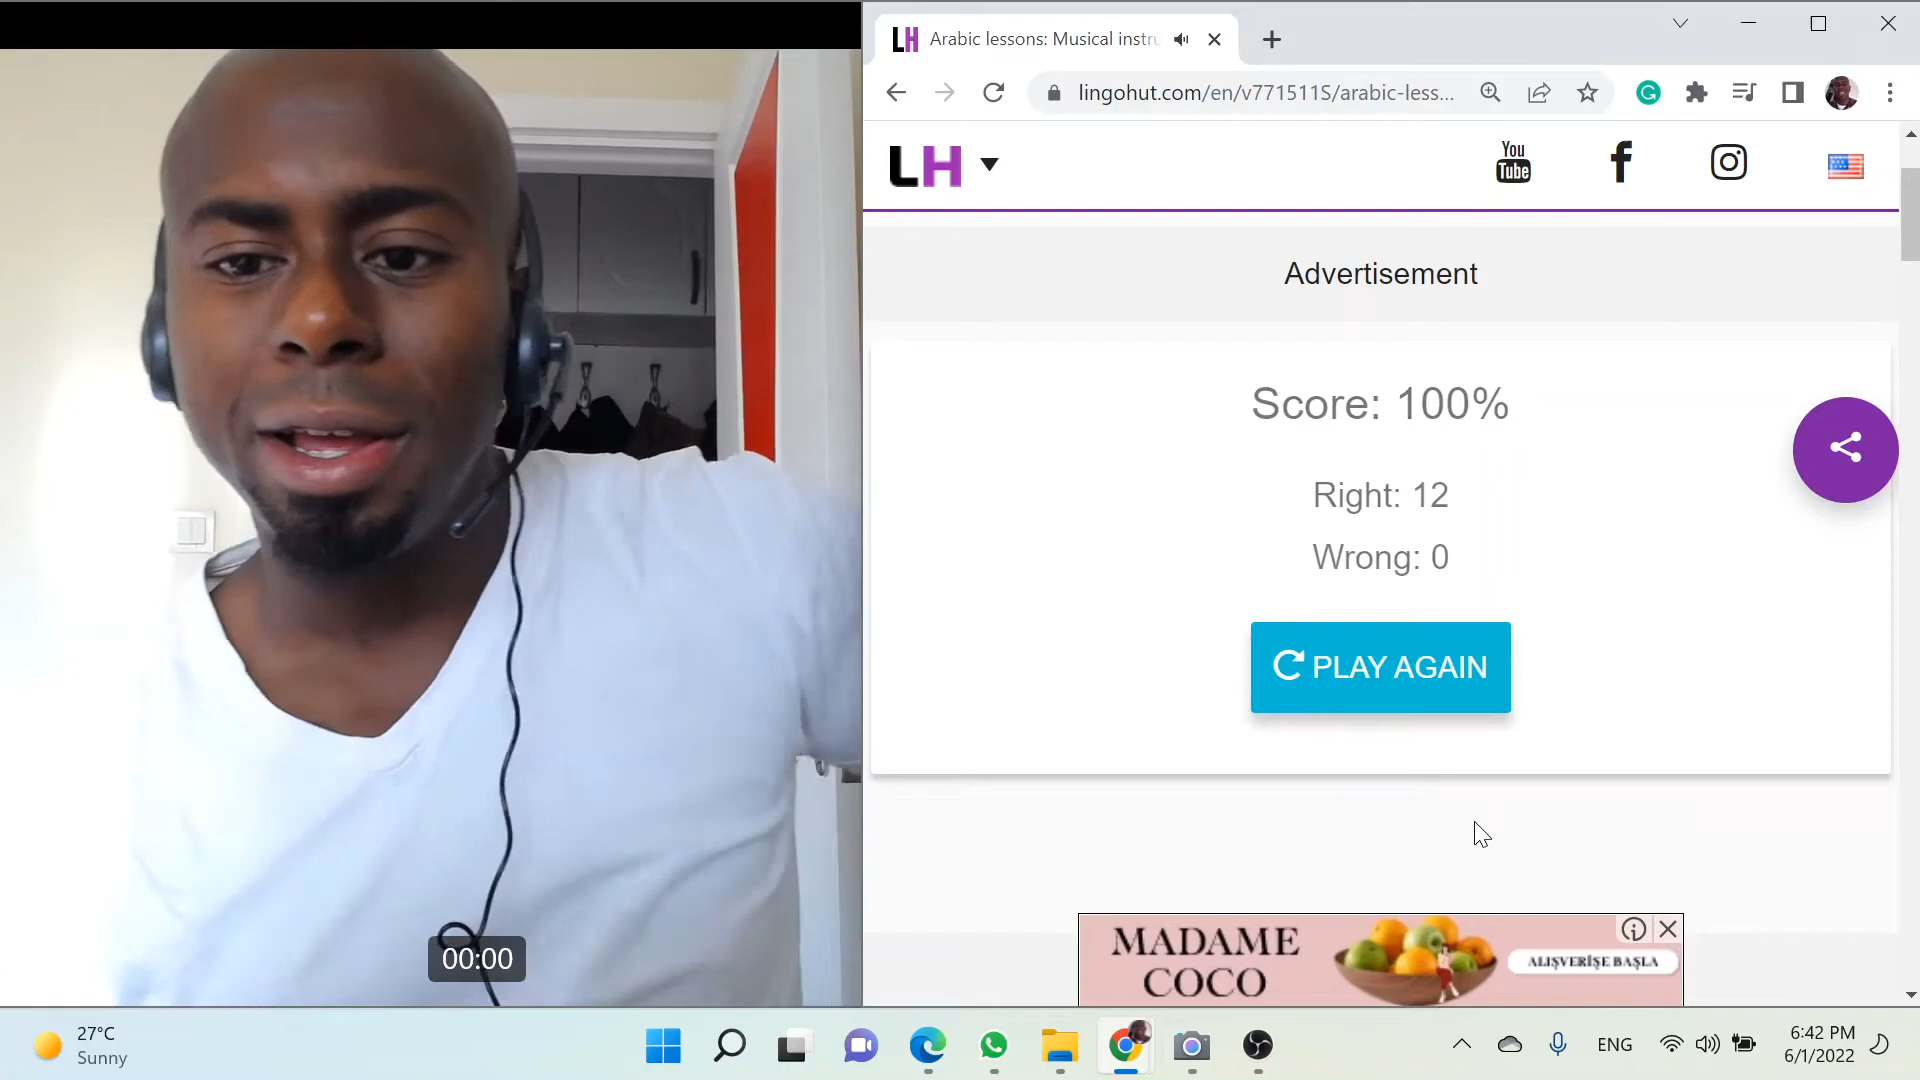 00:00
LH Arabic lessons: Musical instru
lingohut.com/en/v771511S/arabic-less...
LH
You
Tube
Advertisement
Score: 100%
Right: 12
Wrong: 0
PLAY AGAIN
MADAME
COCO
ALIŞVERİŞE BAŞLA
27°C
Sunny
ENG
6:42 PM
6/1/2022